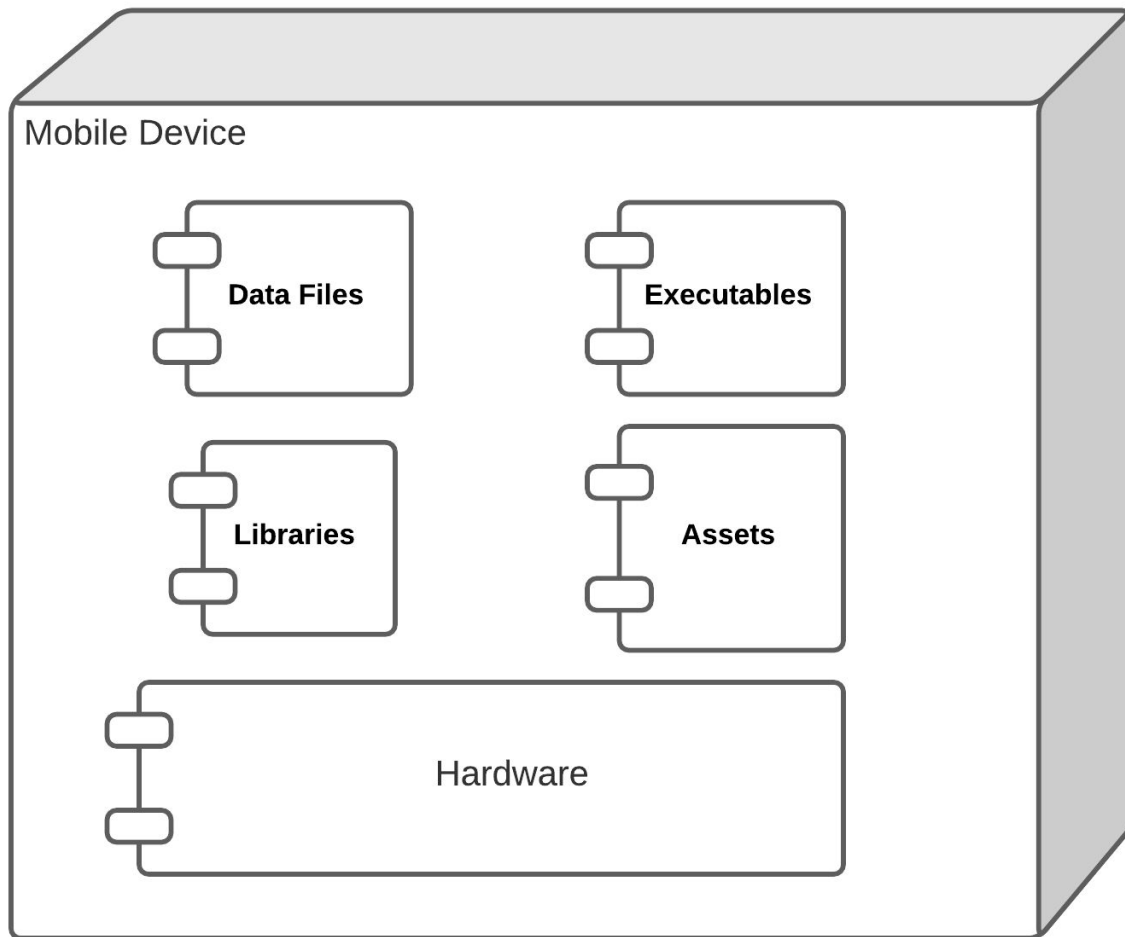 Mobile Device
Data Files
Executables
Libraries
Assets
Hardware